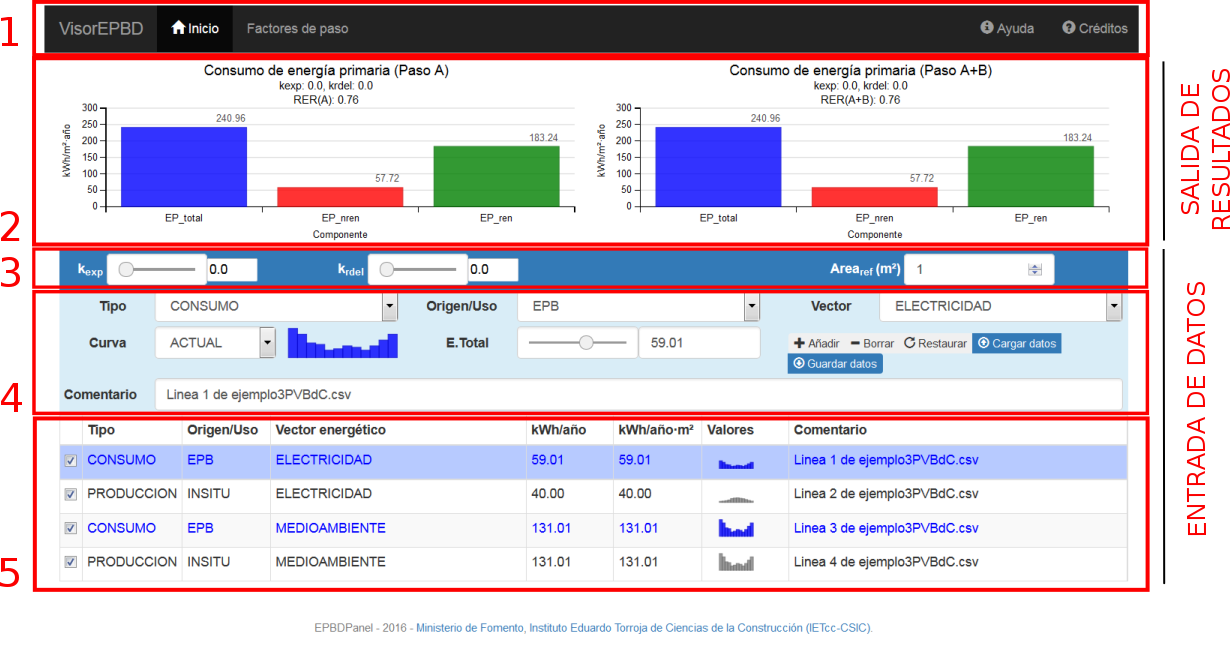 1
VisorEPBD Inicio Factores de paso Ayuda Créditos
2
Consumo de energía primaria (Paso A)
kexp: 0.0, krdel: 0.0
RER(A): 0.76
kWh/m²·año
300
250
200
150
100
50
0
240.96
57.72
183.24
EP_total EP_nren EP_ren
Componente
Consumo de energía primaria (Paso A+B)
kexp: 0.0, krdel: 0.0
RER(A+B): 0.76
kWh/m²·año
300
250
200
150
100
50
0
240.96
57.72
183.24
EP_total EP_nren EP_ren
Componente
SALIDA DE
RESULTADOS
3
kexp 0.0 krdel 0.0 Arearef (m²) 1
4
Tipo CONSUMO Origen/Uso EPB Vector ELECTRICIDAD
Curva ACTUAL E.Total 59.01 Añadir Borrar Restaurar Cargar datos
Guardar datos
Comentario Linea 1 de ejemplo3PVBdC.csv
5
Tipo Origen/Uso Vector energético kWh/año kWh/año·m² Valores Comentario
CONSUMO EPB ELECTRICIDAD 59.01 59.01 Linea 1 de ejemplo3PVBdC.csv
PRODUCCION INSITU ELECTRICIDAD 40.00 40.00 Linea 2 de ejemplo3PVBdC.csv
CONSUMO EPB MEDIOAMBIENTE 131.01 131.01 Linea 3 de ejemplo3PVBdC.csv
PRODUCCION INSITU MEDIOAMBIENTE 131.01 131.01 Linea 4 de ejemplo3PVBdC.csv
ENTRADA DE DATOS
EPBDPanel - 2016 - Ministerio de Fomento, Instituto Eduardo Torroja de Ciencias de la Construcción (IETcc-CSIC).